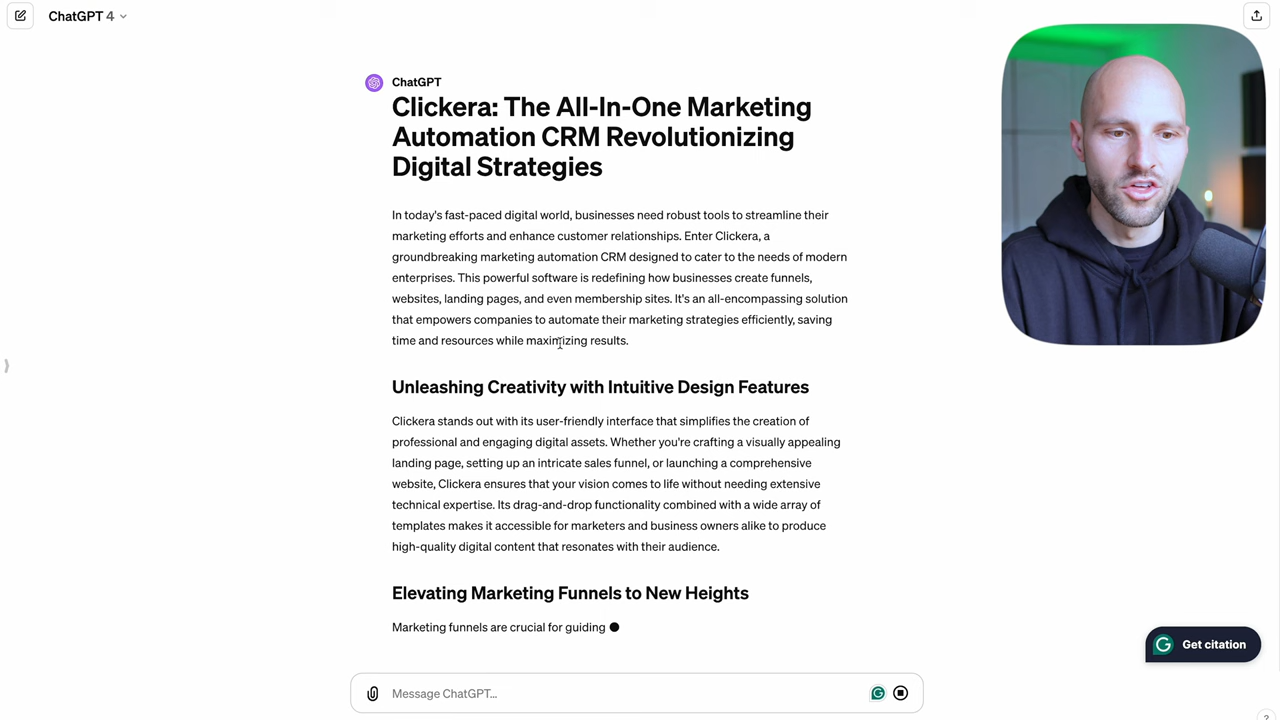 ChatGPT 4
ChatGPT
Clickera: The All-In-One Marketing
Automation CRM Revolutionizing
Digital Strategies
In today's fast-paced digital world, businesses need robust tools to streamline their
marketing efforts and enhance customer relationships. Enter Clickera, a
groundbreaking marketing automation CRM designed to cater to the needs of modern
enterprises. This powerful software is redefining how businesses create funnels,
websites, landing pages, and even membership sites. It's an all-encompassing solution
that empowers companies to automate their marketing strategies efficiently, saving
time and resources while maximizing results.
Unleashing Creativity with Intuitive Design Features
Clickera stands out with its user-friendly interface that simplifies the creation of
professional and engaging digital assets. Whether you're crafting a visually appealing
landing page, setting up an intricate sales funnel, or launching a comprehensive
website, Clickera ensures that your vision comes to life without needing extensive
technical expertise. Its drag-and-drop functionality combined with a wide array of
templates makes it accessible for marketers and business owners alike to produce
high-quality digital content that resonates with their audience.
Elevating Marketing Funnels to New Heights
Marketing funnels are crucial for guiding
Get citation
Message ChatGPT...
?